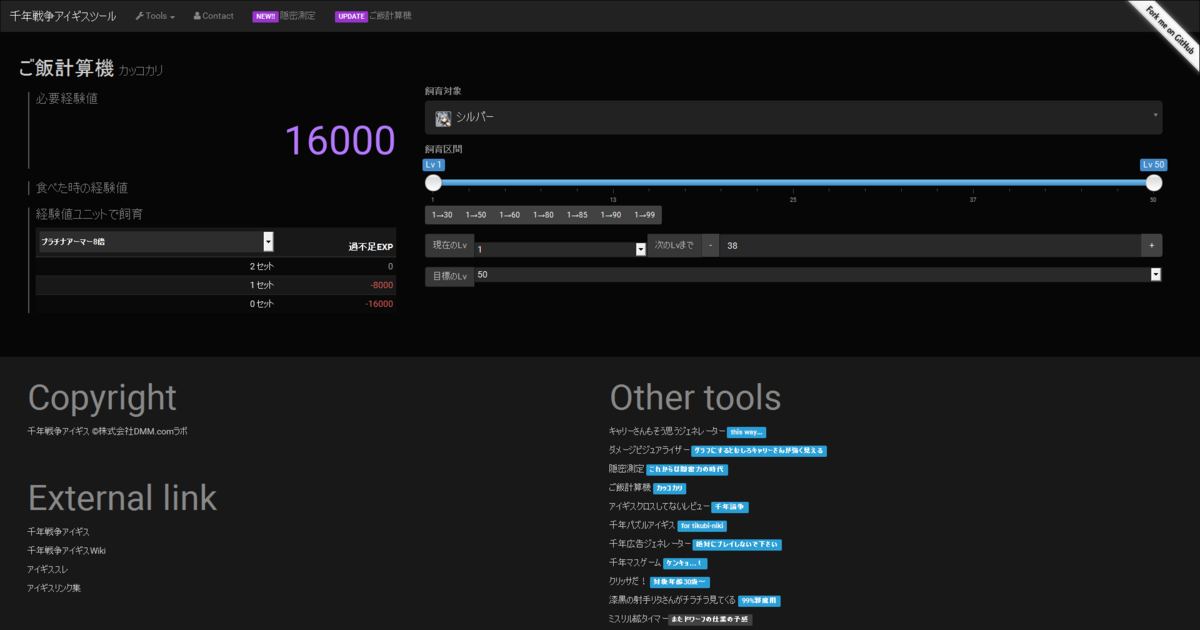 千年戦争アイギスツール Tools Contact NEW!! 隠密測定 UPDATE ご飯計算機
Fork me on GitHub
ご飯計算機 カッコカリ
必要経験値
16000
食べた時の経験値
経験値ユニットで飼育
プラチナアーマー8倍 過不足EXP
2 セット 0
1 セット -8000
0 セット -16000
飼育対象
シルバー
飼育区間
Lv 1 Lv 50
1 13 25 37 50
1→30 1→50 1→60 1→80 1→85 1→90 1→99
現在のLv 1 次のLvまで - 38 +
目標のLv 50
Copyright
千年戦争アイギス ©株式会社DMM.comラボ
External link
千年戦争アイギス
千年戦争アイギスWiki
アイギススレ
アイギスリンク集
Other tools
キャリーさんもそう思うジェネレーター this way...
ダメージビジュアライザー グラフにするとむしろキャリーさんが強く見える
隠密測定 これからは隠密力の時代
ご飯計算機 カッコカリ
アイギスクロスしてないレビュー 千年論争
千年パズルアイギス for tikubi-niki
千年広告ジェネレーター 絶対にプレイしないで下さい
千年マスゲーム ケンキョ...!
クリッサだ! 対象年齢30歳~
漆黒の射手リタさんがチラチラ見てくる 99%邪魔用
ミスリル鉱タイマー またドワーフの仕業の予感